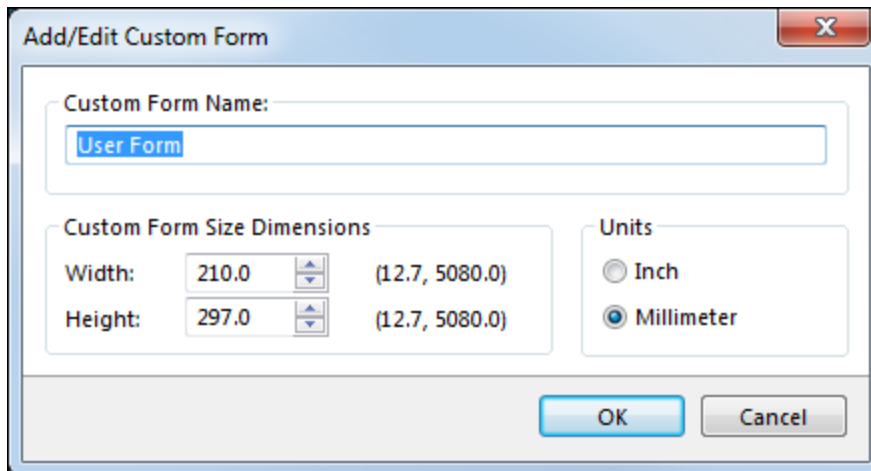 Add/Edit Custom Form
Custom Form Name:
User Form
Custom Form Size Dimensions
Width: 210.0 (12.7, 5080.0)
Height: 297.0 (12.7, 5080.0)
Units
Inch
Millimeter
OK Cancel